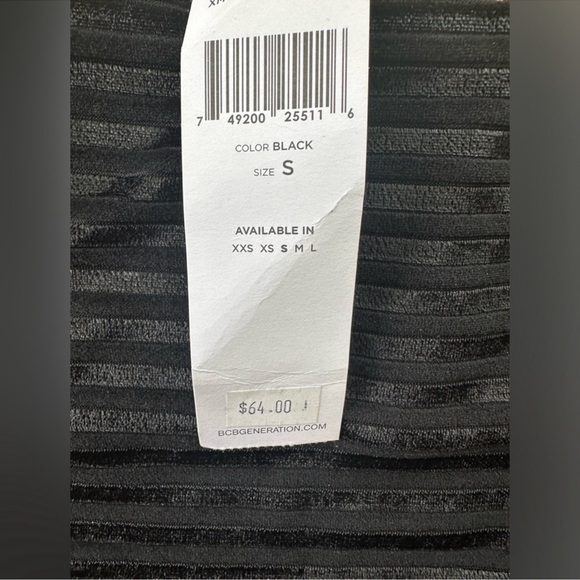 7 49200 25511 6
COLOR BLACK
SIZE S
AVAILABLE IN
XXS XS S M L
$64.00
BCBGENERATION.COM